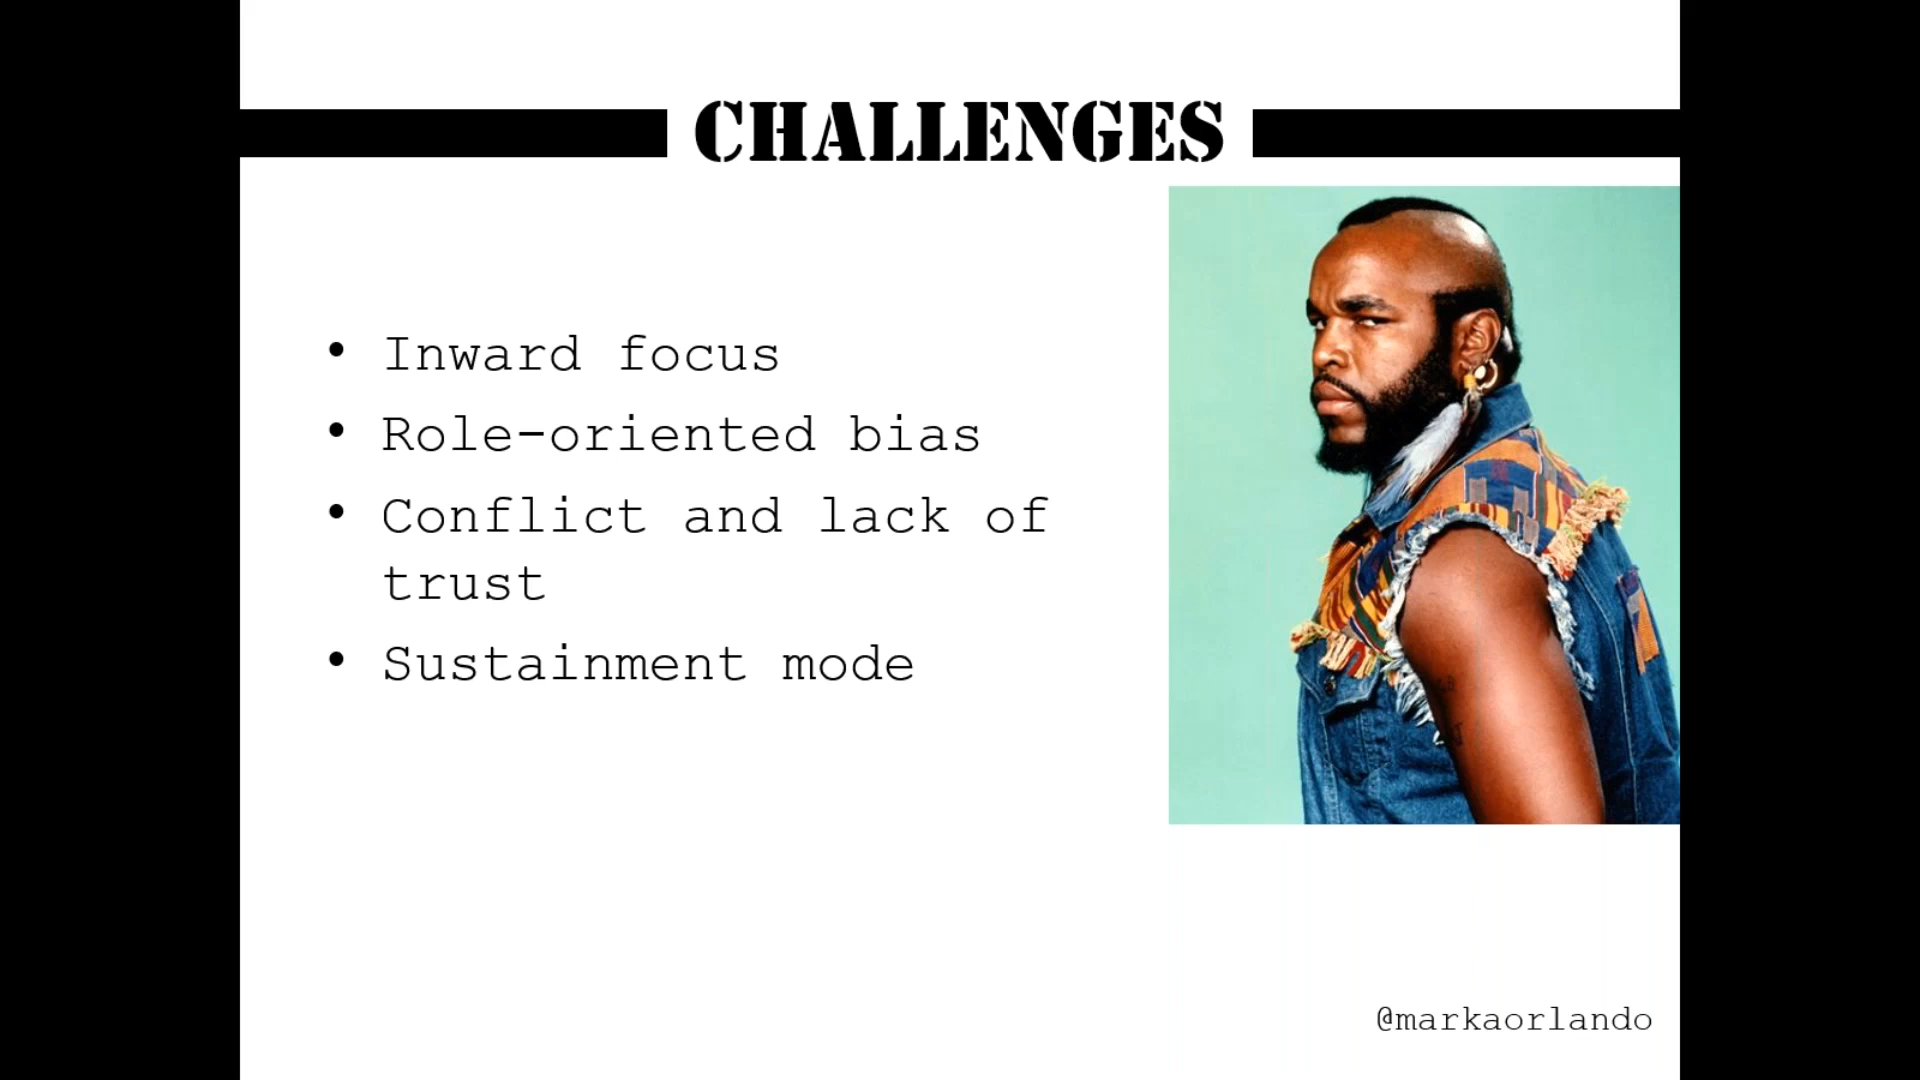 CHALLENGES
• Inward focus
• Role-oriented bias
• Conflict and lack of
trust
• Sustainment mode
@markaorlando